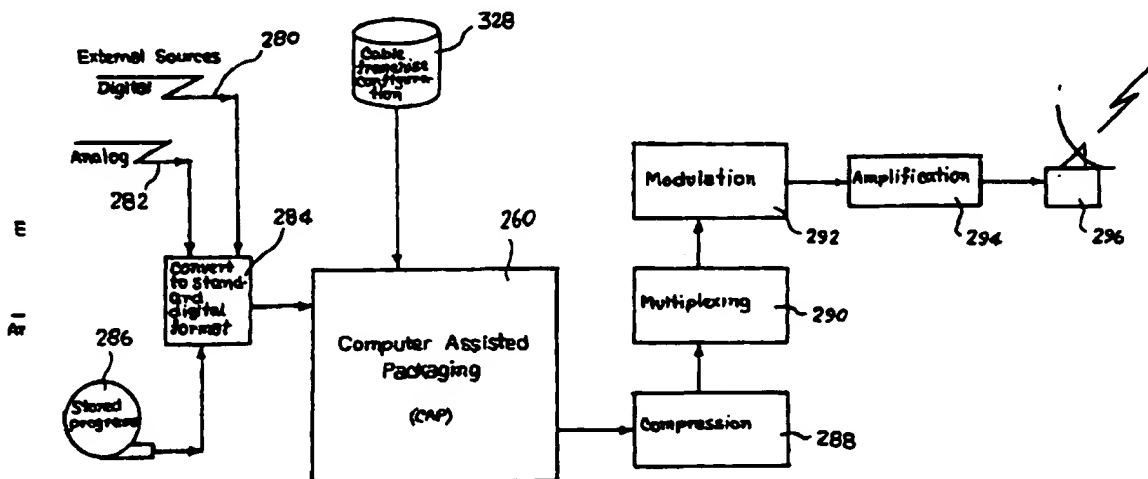 External Sources
280
Digital
Analog
282
328
Cable
franchise
configura-
tion
284
convert
to stand-
ard
digital
format
286
Stored
programs
260
Computer Assisted
Packaging
(CAP)
Modulation
292
Amplification
294
296
Multiplexing
290
Compression
288